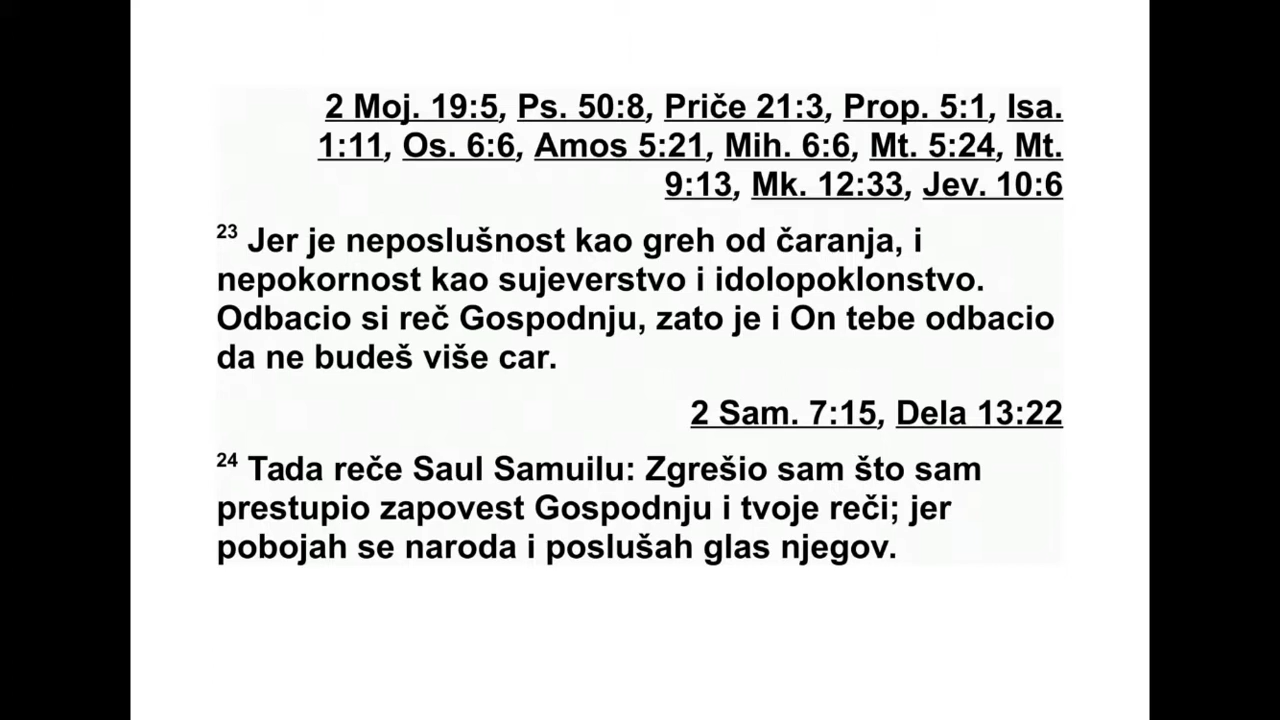 2 Moj. 19:5, Ps. 50:8, Priče 21:3, Prop. 5:1, Isa.
1:11, Os. 6:6, Amos 5:21, Mih. 6:6, Mt. 5:24, Mt.
9:13, Mk. 12:33, Jev. 10:6
23 Jer je neposlušnost kao greh od čaranja, i
nepokornost kao sujeverstvo i idolopoklonstvo.
Odbacio si reč Gospodnju, zato je i On tebe odbacio
da ne budeš više car.
2 Sam. 7:15, Dela 13:22
24 Tada reče Saul Samuilu: Zgrešio sam što sam
prestupio zapovest Gospodnju i tvoje reči; jer
pobojah se naroda i poslušah glas njegov.